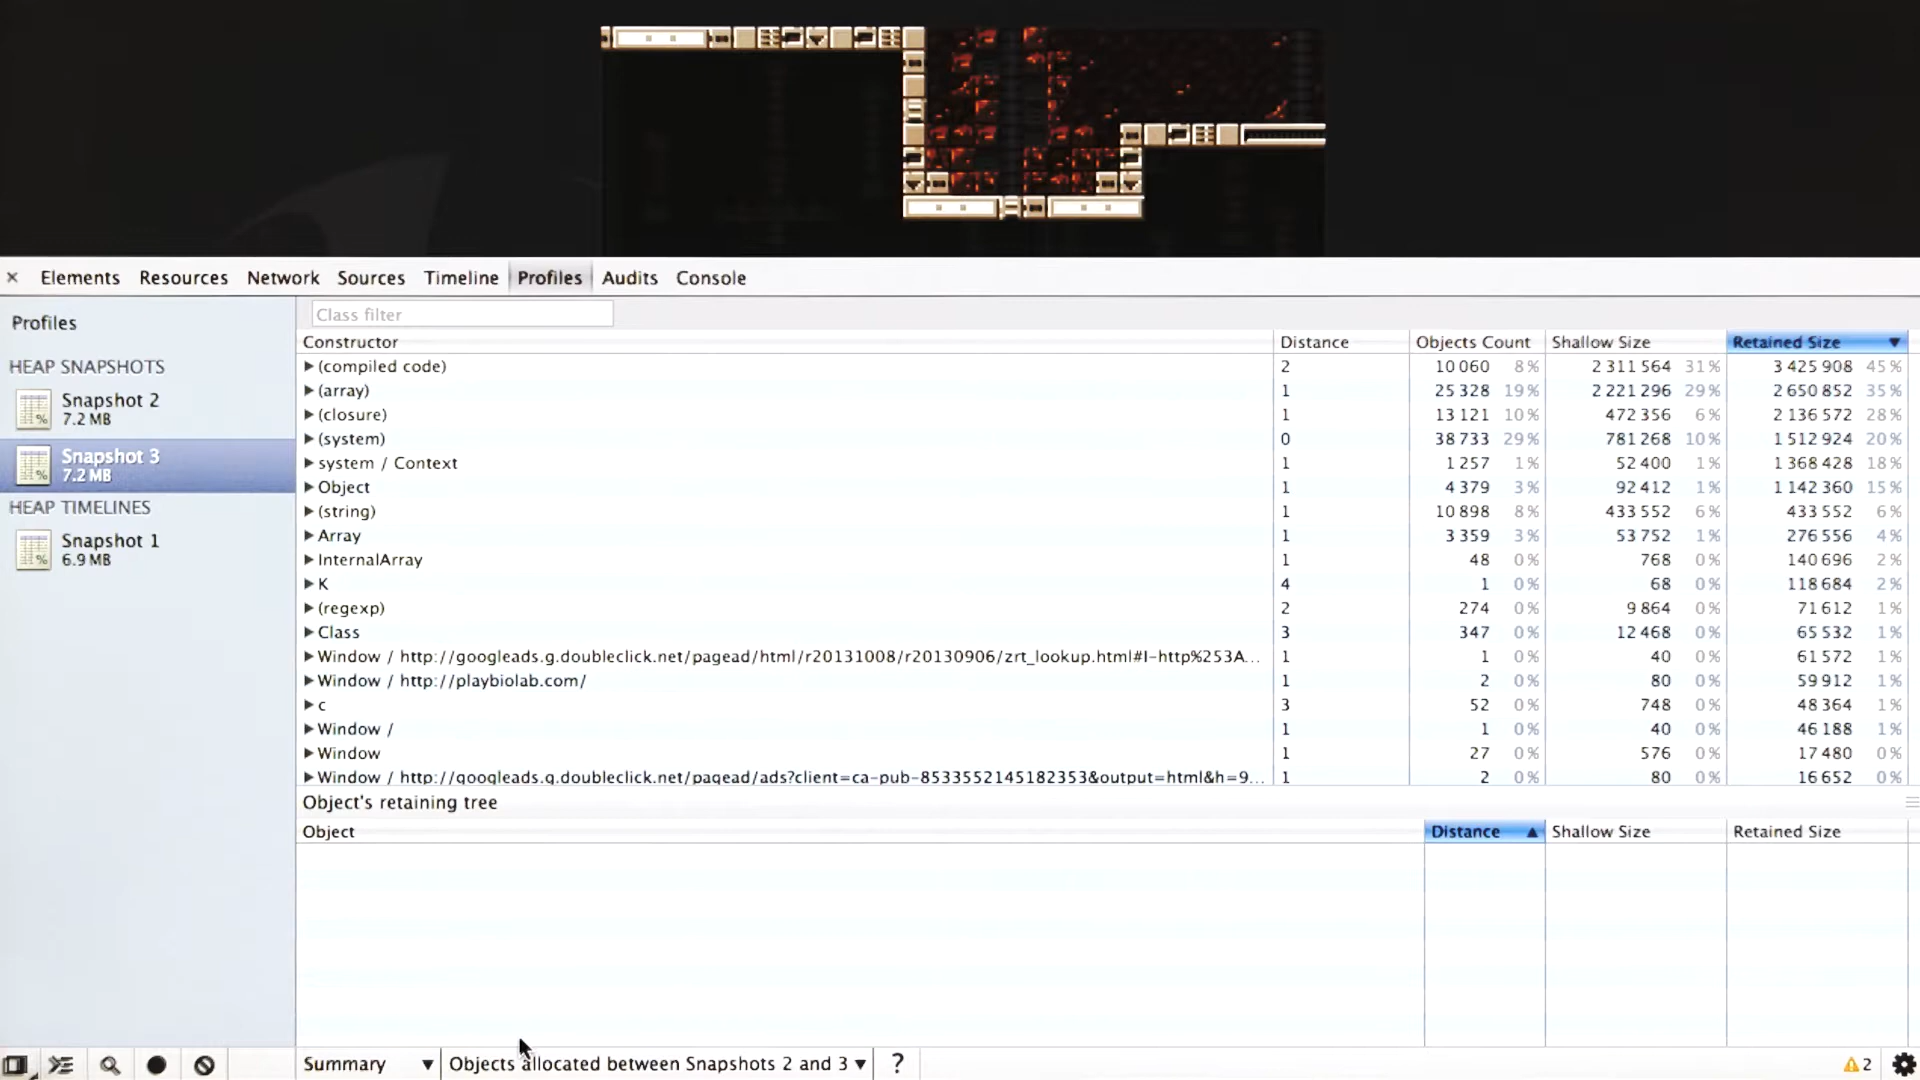 × Elements Resources Network Sources Timeline Profiles Audits Console
Profiles
Class filter
HEAP SNAPSHOTS
Snapshot 2
7.2 MB
Snapshot 3
7.2 MB
HEAP TIMELINES
Snapshot 1
6.9 MB
Constructor Distance Objects Count Shallow Size Retained Size ▼
▶ (compiled code) 2 10 060 8% 2 311 564 31% 3 425 908 45%
▶ (array) 1 25 328 19% 2 221 296 29% 2 650 852 35%
▶ (closure) 1 13 121 10% 472 356 6% 2 136 572 28%
▶ (system) 0 38 733 29% 781 268 10% 1 512 924 20%
▶ system / Context 1 1 257 1% 52 400 1% 1 368 428 18%
▶ Object 1 4 379 3% 92 412 1% 1 142 360 15%
▶ (string) 1 10 898 8% 433 552 6% 433 552 6%
▶ Array 1 3 359 3% 53 752 1% 276 556 4%
▶ InternalArray 1 48 0% 768 0% 140 696 2%
▶ K 4 1 0% 68 0% 118 684 2%
▶ (regexp) 2 274 0% 9 864 0% 71 612 1%
▶ Class 3 347 0% 12 468 0% 65 532 1%
▶ Window / http://googleads.g.doubleclick.net/pagead/html/r20131008/r20130906/zrt_lookup.html#I-http%253A... 1 1 0% 40 0% 61 572 1%
▶ Window / http://playbiolab.com/ 1 2 0% 80 0% 59 912 1%
▶ c 3 52 0% 748 0% 48 364 1%
▶ Window / 1 1 0% 40 0% 46 188 1%
▶ Window 1 27 0% 576 0% 17 480 0%
▶ Window / http://googleads.g.doubleclick.net/pagead/ads?client=ca-pub-8533552145182353&output=html&h=9... 1 2 0% 80 0% 16 652 0%
Object's retaining tree
Object Distance ▲ Shallow Size Retained Size
Summary ▼ Objects allocated between Snapshots 2 and 3 ▼ ? 2